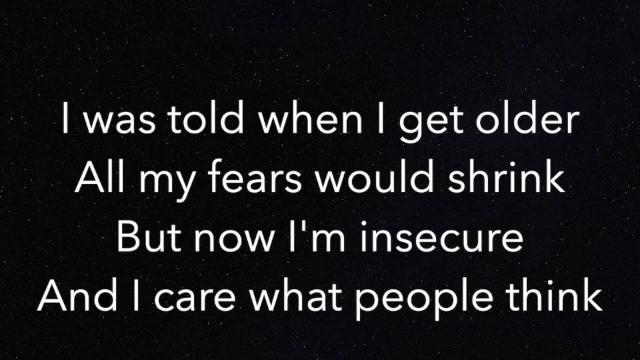 I was told when I get older
All my fears would shrink
But now I'm insecure
And I care what people think